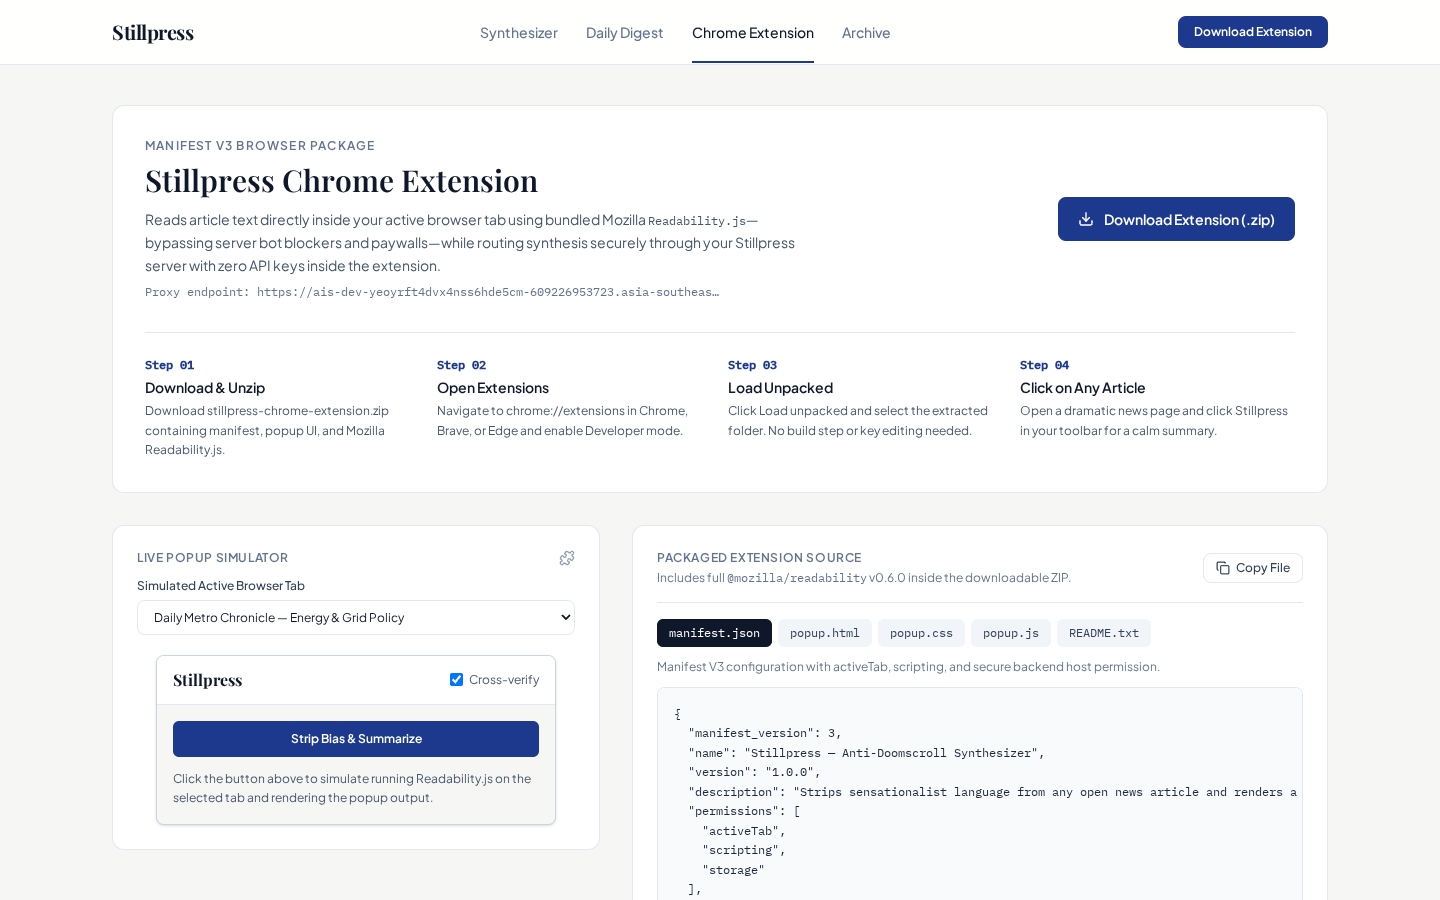 Stillpress
Synthesizer
Daily Digest
Chrome Extension
Archive
Download Extension
MANIFEST V3 BROWSER PACKAGE
Stillpress Chrome Extension
Reads article text directly inside your active browser tab using bundled Mozilla Readability.js—
bypassing server bot blockers and paywalls—while routing synthesis securely through your Stillpress
server with zero API keys inside the extension.
Proxy endpoint: https://ais-dev-yeoyrft4dvx4nss6hde5cm-609226953723.asia-southeas…
Download Extension (.zip)
Step 01
Download & Unzip
Download stillpress-chrome-extension.zip
containing manifest, popup UI, and Mozilla
Readability.js.
Step 02
Open Extensions
Navigate to chrome://extensions in Chrome,
Brave, or Edge and enable Developer mode.
Step 03
Load Unpacked
Click Load unpacked and select the extracted
folder. No build step or key editing needed.
Step 04
Click on Any Article
Open a dramatic news page and click Stillpress
in your toolbar for a calm summary.
LIVE POPUP SIMULATOR
Simulated Active Browser Tab
Daily Metro Chronicle — Energy & Grid Policy
Stillpress
Cross-verify
Strip Bias & Summarize
Click the button above to simulate running Readability.js on the
selected tab and rendering the popup output.
PACKAGED EXTENSION SOURCE
Includes full @mozilla/readability v0.6.0 inside the downloadable ZIP.
Copy File
manifest.json
popup.html
popup.css
popup.js
README.txt
Manifest V3 configuration with activeTab, scripting, and secure backend host permission.
{
"manifest_version": 3,
"name": "Stillpress — Anti-Doomscroll Synthesizer",
"version": "1.0.0",
"description": "Strips sensationalist language from any open news article and renders a
"permissions": [
"activeTab",
"scripting",
"storage"
],